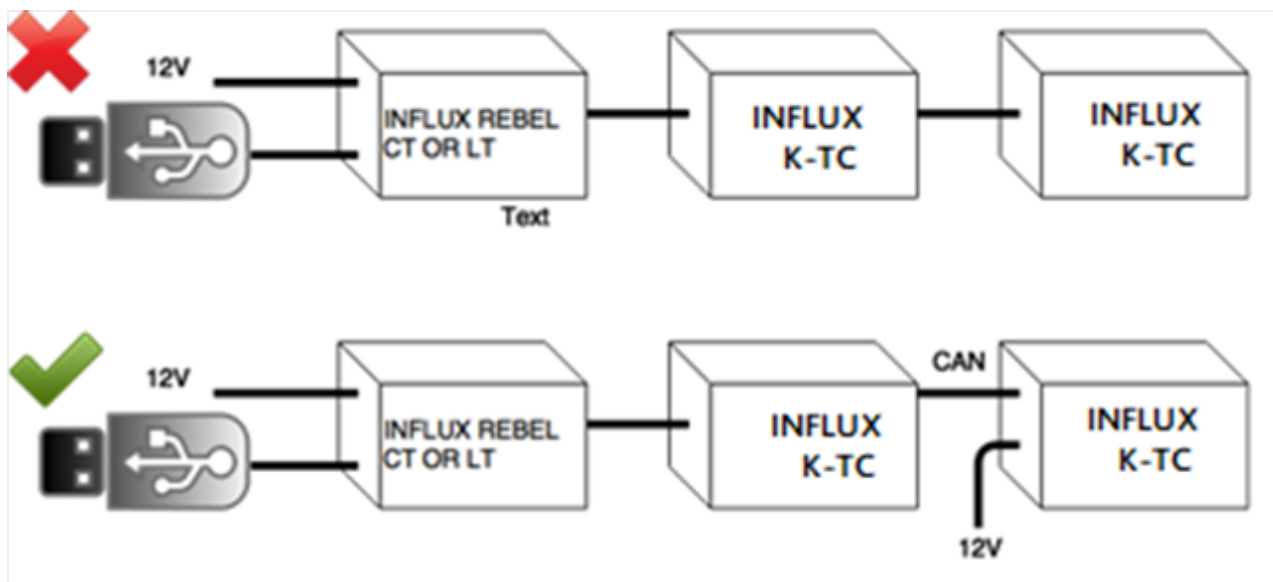 12V
INFLUX REBEL
CT OR LT
INFLUX
K-TC
INFLUX
K-TC
Text
12V
INFLUX REBEL
CT OR LT
INFLUX
K-TC
CAN
INFLUX
K-TC
12V